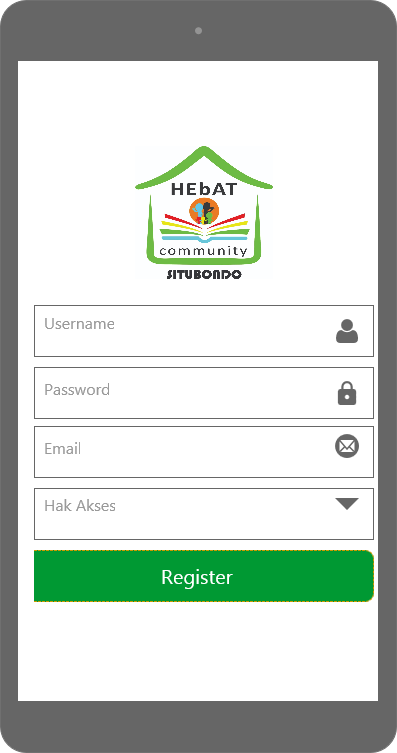 HEbAT
community
SITUBONDO
Username
Password
Email
Hak Akses
Register